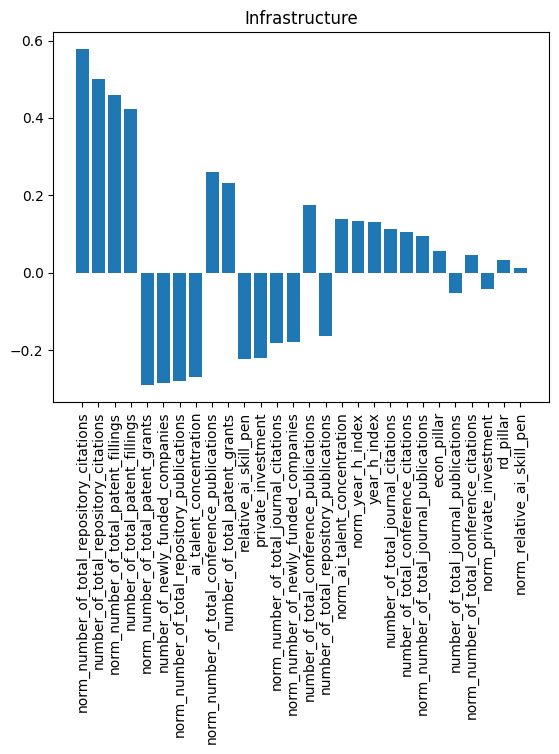 Infrastructure
0.6
0.4
0.2
0.0
−0.2
norm_number_of_total_repository_citations
number_of_total_repository_citations
norm_number_of_total_patent_fillings
number_of_total_patent_fillings
norm_number_of_total_patent_grants
number_of_newly_funded_companies
norm_number_of_total_repository_publications
ai_talent_concentration
norm_number_of_total_conference_publications
number_of_total_patent_grants
relative_ai_skill_pen
private_investment
norm_number_of_total_journal_citations
norm_number_of_newly_funded_companies
number_of_total_conference_publications
number_of_total_repository_publications
norm_ai_talent_concentration
norm_year_h_index
year_h_index
number_of_total_journal_citations
number_of_total_conference_citations
norm_number_of_total_journal_publications
econ_pillar
number_of_total_journal_publications
norm_number_of_total_conference_citations
norm_private_investment
rd_pillar
norm_relative_ai_skill_pen